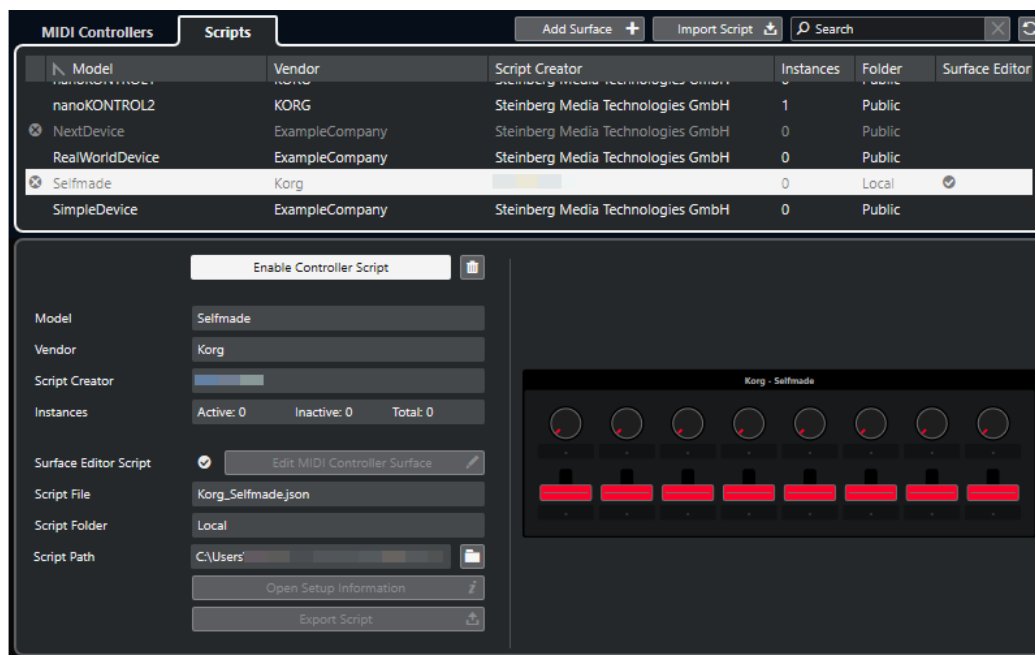 MIDI Controllers Scripts Add Surface Import Script Search
Model Vendor Script Creator Instances Folder Surface Editor
nanoKONTROL2 KORG Steinberg Media Technologies GmbH 1 Public
NextDevice ExampleCompany Steinberg Media Technologies GmbH 0 Public
RealWorldDevice ExampleCompany Steinberg Media Technologies GmbH 0 Public
Selfmade Korg 0 Local
SimpleDevice ExampleCompany Steinberg Media Technologies GmbH 0 Public
Enable Controller Script
Model Selfmade
Vendor Korg
Script Creator
Instances Active: 0 Inactive: 0 Total: 0
Surface Editor Script Edit MIDI Controller Surface
Script File Korg_Selfmade.json
Script Folder Local
Script Path C:\Users\
Open Setup Information
Export Script
Korg - Selfmade